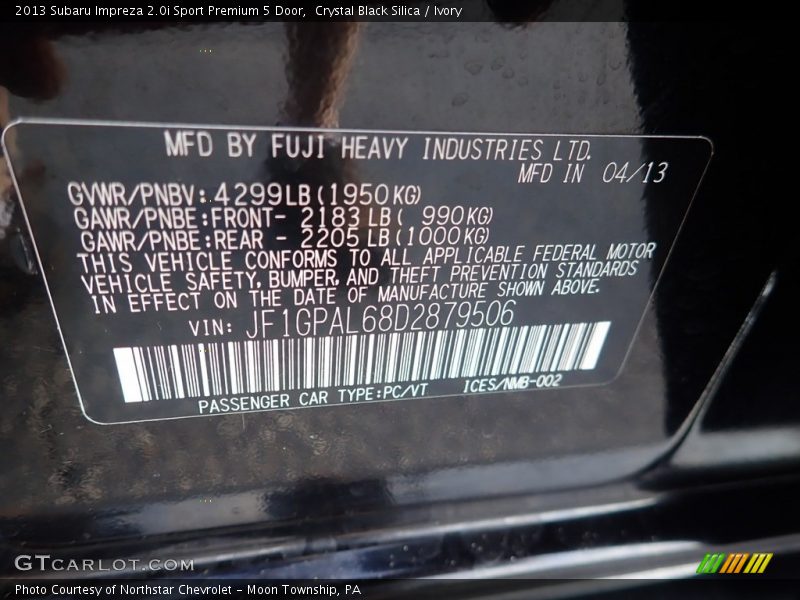 2013 Subaru Impreza 2.0i Sport Premium 5 Door,  Crystal Black Silica / Ivory
MFD BY FUJI HEAVY INDUSTRIES LTD.
MFD IN 04/13
GVWR/PNBV:4299LB(1950KG)
GAWR/PNBE:FRONT- 2183LB( 990KG)
GAWR/PNBE:REAR - 2205LB(1000KG)
THIS VEHICLE CONFORMS TO ALL APPLICABLE FEDERAL MOTOR
VEHICLE SAFETY, BUMPER, AND THEFT PREVENTION STANDARDS
IN EFFECT ON THE DATE OF MANUFACTURE SHOWN ABOVE.
VIN: JF1GPAL68D2879506
PASSENGER CAR TYPE:PC/VT ICES/NMB-002
GTCARLOT.COM
Photo Courtesy of Northstar Chevrolet - Moon Township, PA